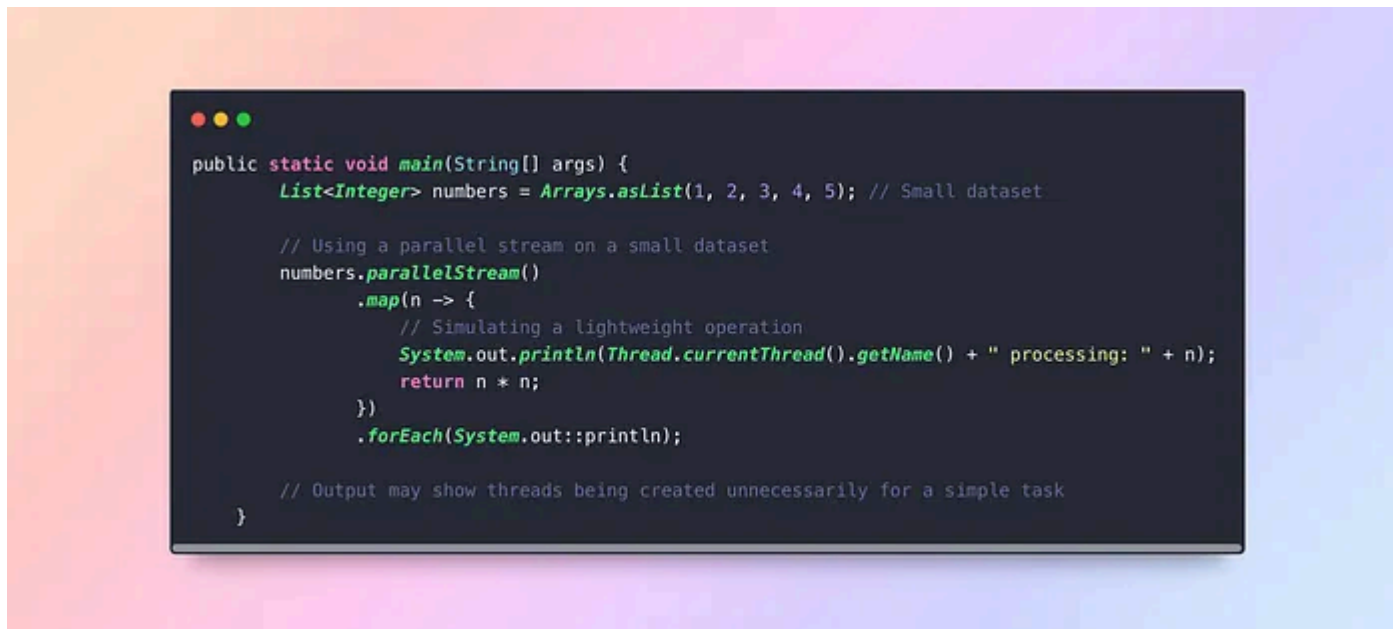 public static void main(String[] args) {
List<Integer> numbers = Arrays.asList(1, 2, 3, 4, 5); // Small dataset
// Using a parallel stream on a small dataset
numbers.parallelStream()
.map(n -> {
// Simulating a lightweight operation
System.out.println(Thread.currentThread().getName() + " processing: " + n);
return n * n;
})
.forEach(System.out::println);
// Output may show threads being created unnecessarily for a simple task
}